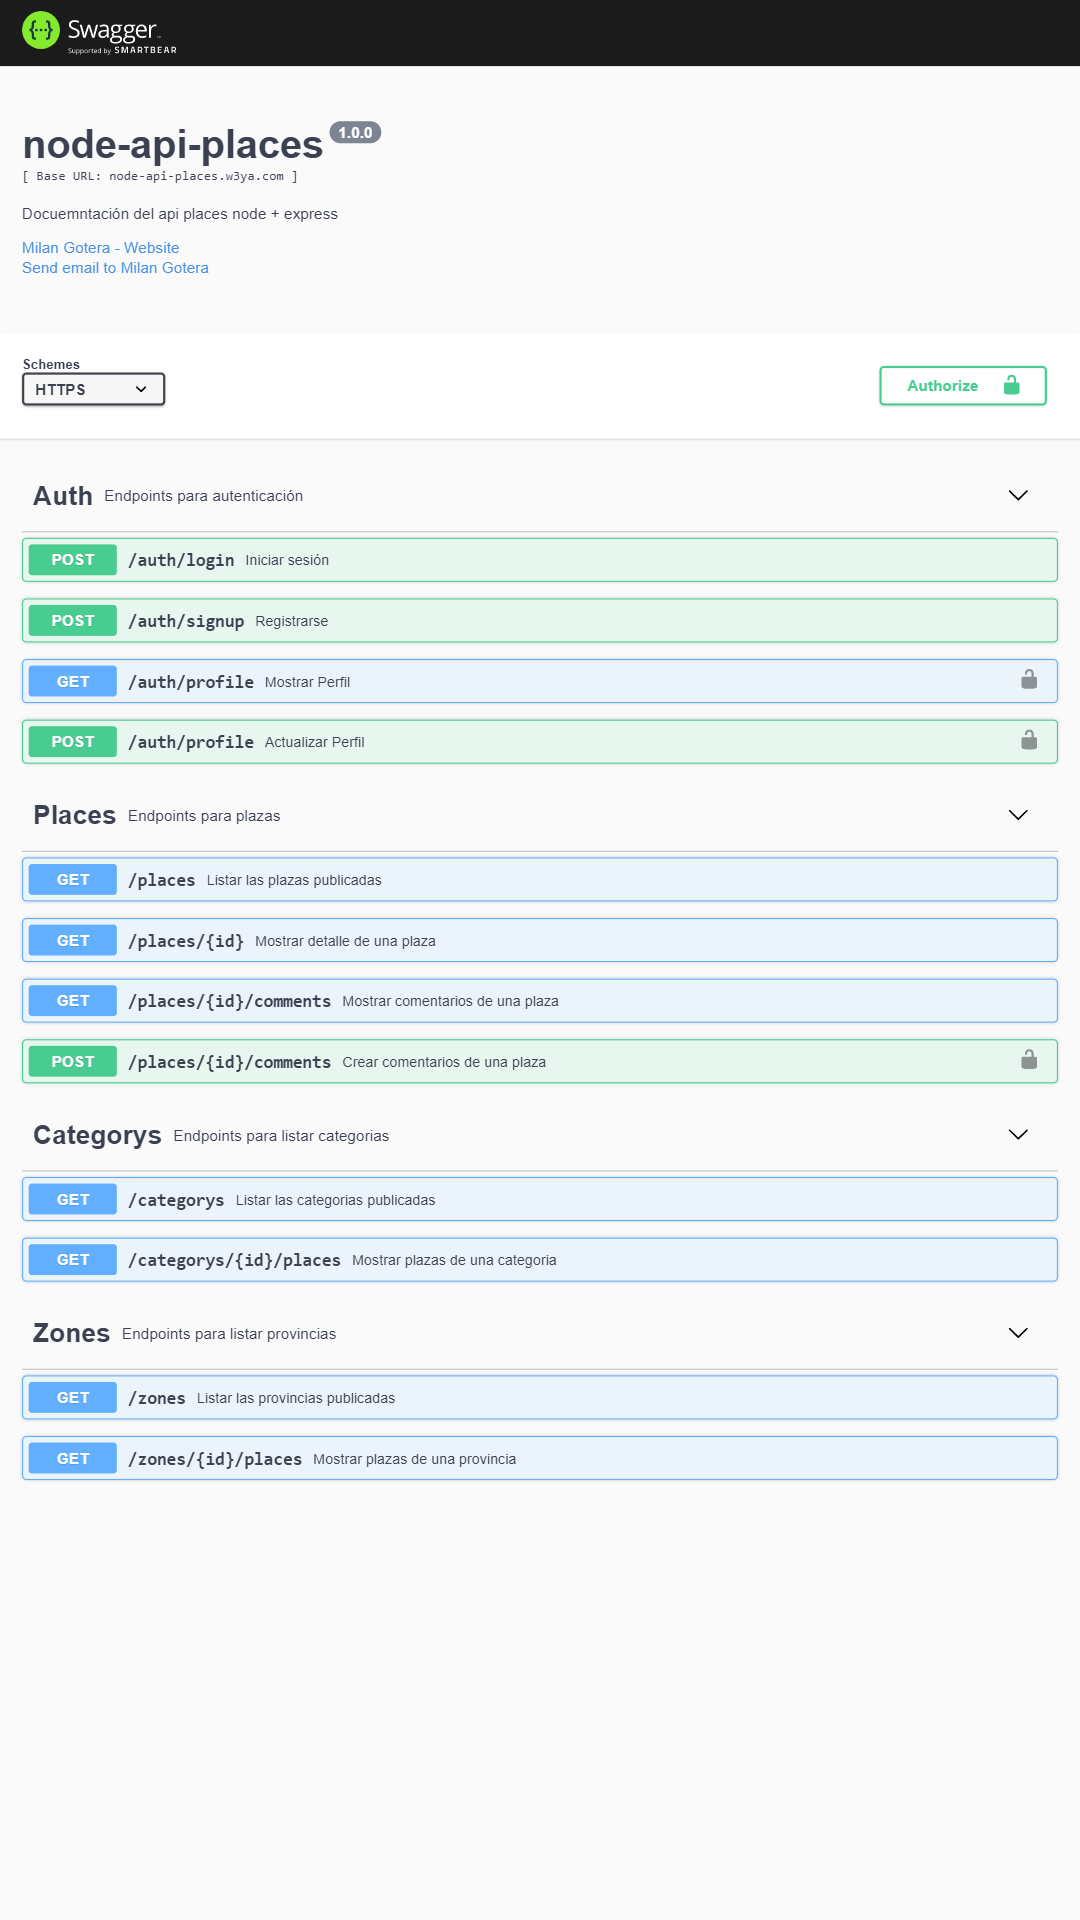 {···} Swagger™
Supported by SMARTBEAR
node-api-places 1.0.0
[ Base URL: node-api-places.w3ya.com ]
Docuemntación del api places node + express
Milan Gotera - Website
Send email to Milan Gotera
Schemes
HTTPS
Authorize
Auth Endpoints para autenticación
POST /auth/login Iniciar sesión
POST /auth/signup Registrarse
GET /auth/profile Mostrar Perfil
POST /auth/profile Actualizar Perfil
Places Endpoints para plazas
GET /places Listar las plazas publicadas
GET /places/{id} Mostrar detalle de una plaza
GET /places/{id}/comments Mostrar comentarios de una plaza
POST /places/{id}/comments Crear comentarios de una plaza
Categorys Endpoints para listar categorias
GET /categorys Listar las categorias publicadas
GET /categorys/{id}/places Mostrar plazas de una categoria
Zones Endpoints para listar provincias
GET /zones Listar las provincias publicadas
GET /zones/{id}/places Mostrar plazas de una provincia